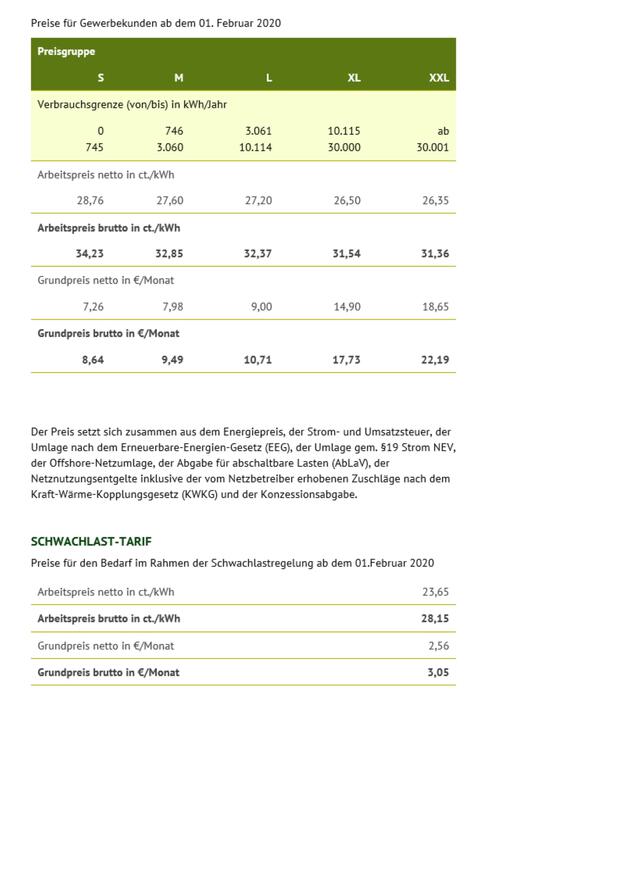 Preise für Gewerbekunden ab dem 01. Februar 2020
Preisgruppe
S M L XL XXL
Verbrauchsgrenze (von/bis) in kWh/Jahr
0 746 3.061 10.115 ab
745 3.060 10.114 30.000 30.001
Arbeitspreis netto in ct./kWh
28,76 27,60 27,20 26,50 26,35
Arbeitspreis brutto in ct./kWh
34,23 32,85 32,37 31,54 31,36
Grundpreis netto in €/Monat
7,26 7,98 9,00 14,90 18,65
Grundpreis brutto in €/Monat
8,64 9,49 10,71 17,73 22,19
Der Preis setzt sich zusammen aus dem Energiepreis, der Strom- und Umsatzsteuer, der
Umlage nach dem Erneuerbare-Energien-Gesetz (EEG), der Umlage gem. §19 Strom NEV,
der Offshore-Netzumlage, der Abgabe für abschaltbare Lasten (AbLaV), der
Netznutzungsentgelte inklusive der vom Netzbetreiber erhobenen Zuschläge nach dem
Kraft-Wärme-Kopplungsgesetz (KWKG) und der Konzessionsabgabe.
SCHWACHLAST-TARIF
Preise für den Bedarf im Rahmen der Schwachlastregelung ab dem 01.Februar 2020
Arbeitspreis netto in ct./kWh 23,65
Arbeitspreis brutto in ct./kWh 28,15
Grundpreis netto in €/Monat 2,56
Grundpreis brutto in €/Monat 3,05